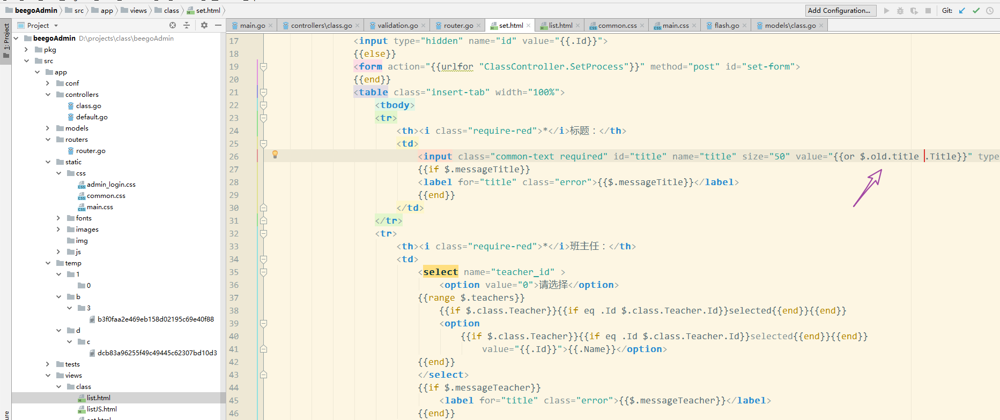 beegoAdmin src app views class set.html Add Configuration... Git:
1: Project Project main.go controllers\class.go validation.go router.go set.html list.html common.css main.css flash.go models\class.go
beegoAdmin D:\projects\class\beegoAdmin
pkg
src
app
conf
controllers
class.go
default.go
models
routers
router.go
static
css
admin_login.css
common.css
main.css
fonts
images
img
js
temp
1
0
b
3
b3f0faa2e469eb158d02195c69e40f88
d
c
dcb83a96255f49c49445c62307bd10d3
tests
views
class
list.html
listJS.html
set.html
17 <input type="hidden" name="id" value="{{.Id}}">
18 {{else}}
19 <form action="{{urlfor "ClassController.SetProcess"}}" method="post" id="set-form">
20 {{end}}
21 <table class="insert-tab" width="100%">
22 <tbody>
23 <tr>
24 <th><i class="require-red">*</i>标题：</th>
25 <td>
26 <input class="common-text required" id="title" name="title" size="50" value="{{or $.old.title .Title}}" type
27 {{if $.messageTitle}}
28 <label for="title" class="error">{{$.messageTitle}}</label>
29 {{end}}
30 </td>
31 </tr>
32 <tr>
33 <th><i class="require-red">*</i>班主任：</th>
34 <td>
35 <select name="teacher_id" >
36 <option value="0">请选择</option>
37 {{range $.teachers}}
38 {{if $.class.Teacher}}{{if eq .Id $.class.Teacher.Id}}selected{{end}}{{end}}
39 <option
40 {{if $.class.Teacher}}{{if eq .Id $.class.Teacher.Id}}selected{{end}}{{end}}
41 value="{{.Id}}">{{.Name}}</option>
42 {{end}}
43 </select>
44 {{if $.messageTeacher}}
45 <label for="title" class="error">{{$.messageTeacher}}</label>
46 {{end}}